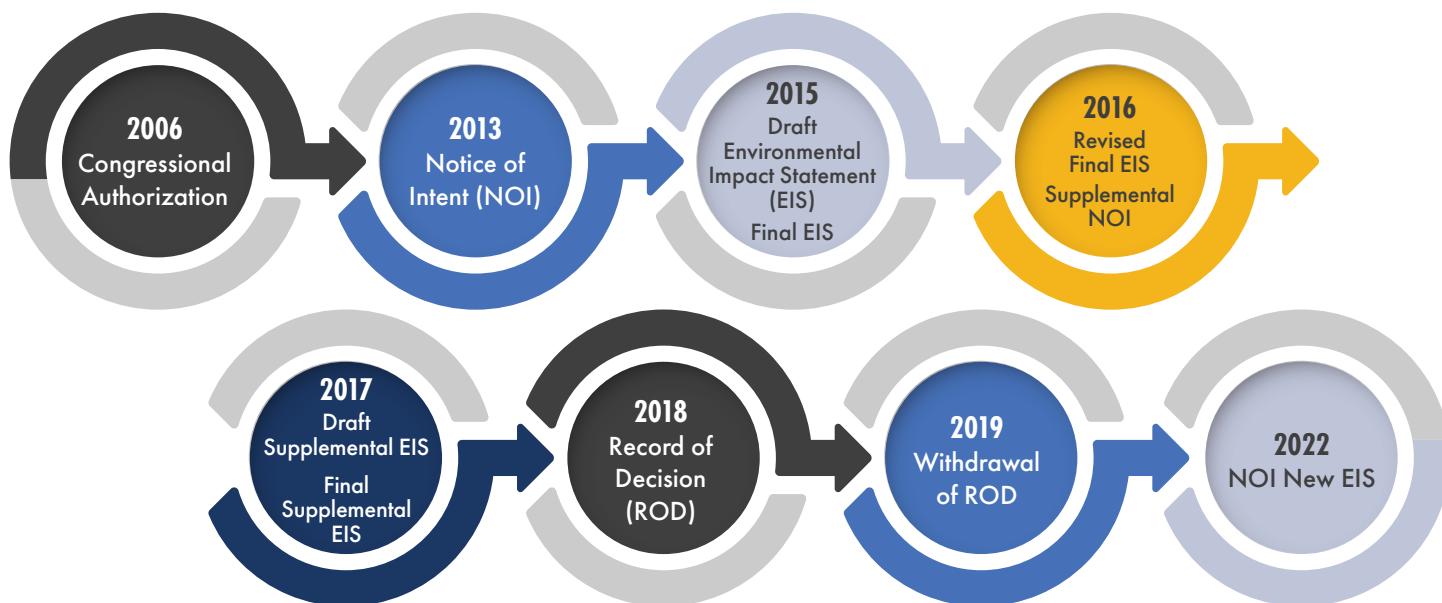 2006
Congressional
Authorization
2013
Notice of
Intent (NOI)
2015
Draft
Environmental
Impact Statement
(EIS)
Final EIS
2016
Revised
Final EIS
Supplemental
NOI
2017
Draft
Supplemental EIS
Final
Supplemental
EIS
2018
Record of
Decision
(ROD)
2019
Withdrawal
of ROD
2022
NOI New EIS